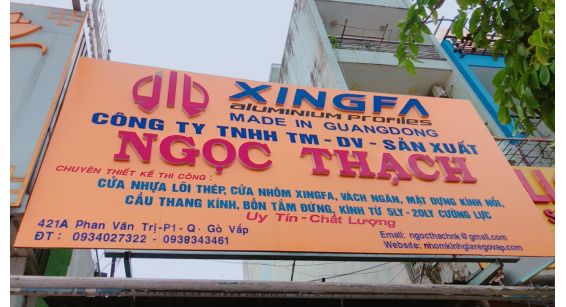 XINGFA
aluminium profiles
MADE IN GUANGDONG
CÔNG TY TNHH TM - DV - SẢN XUẤT
NGỌC THẠCH
CHUYÊN THIẾT KẾ THI CÔNG :
CỬA NHỰA LÕI THÉP, CỬA NHÔM XINGFA, VÁCH NGĂN, MẶT DỰNG KÍNH NỔI,
CẦU THANG KÍNH, BỒN TẮM ĐỨNG, KÍNH TỪ 5LY - 20LY CƯỜNG LỰC
Uy Tín - Chất Lượng
421A Phan Văn Trị-P1- Q. Gò Vấp
ĐT : 0934027322 - 0938343461
Email: ngocthachnk@gmail.com
Website: nhomkinhgiaregovap.com